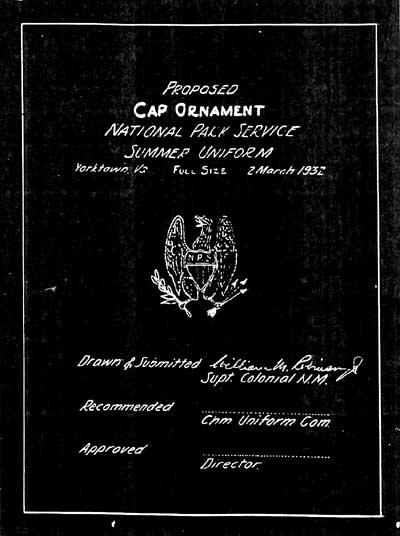 PROPOSED
CAP ORNAMENT
NATIONAL PARK SERVICE
SUMMER UNIFORM
Yorktown, Va. FULL SIZE 2 March 1932
N.P.S.
Drawn & Submitted William M. Robinson Jr
Supt. Colonial N.M.
Recommended
Chm Uniform Com.
Approved
Director.